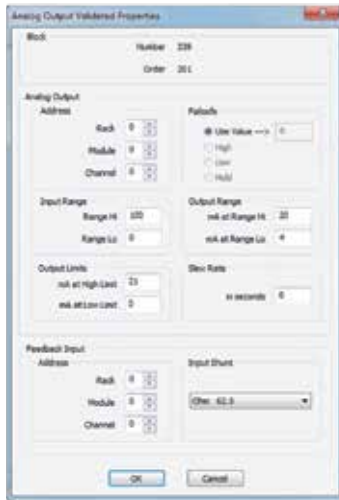 Analog Output Validated Properties
Block
Number 239
Order 201
Analog Output
Address
Rack 0
Module 0
Channel 0
Failsafe
Use Value ---> 0
High
Low
Hold
Input Range
Range Hi 100
Range Lo 0
Output Range
mA at Range Hi 20
mA at Range Lo 4
Output Limits
mA at High Limit 21
mA at Low Limit 0
Slew Rate
in seconds 0
Feedback Input
Address
Rack 0
Module 0
Channel 0
Input Shunt
Ohm 62.5
OK
Cancel